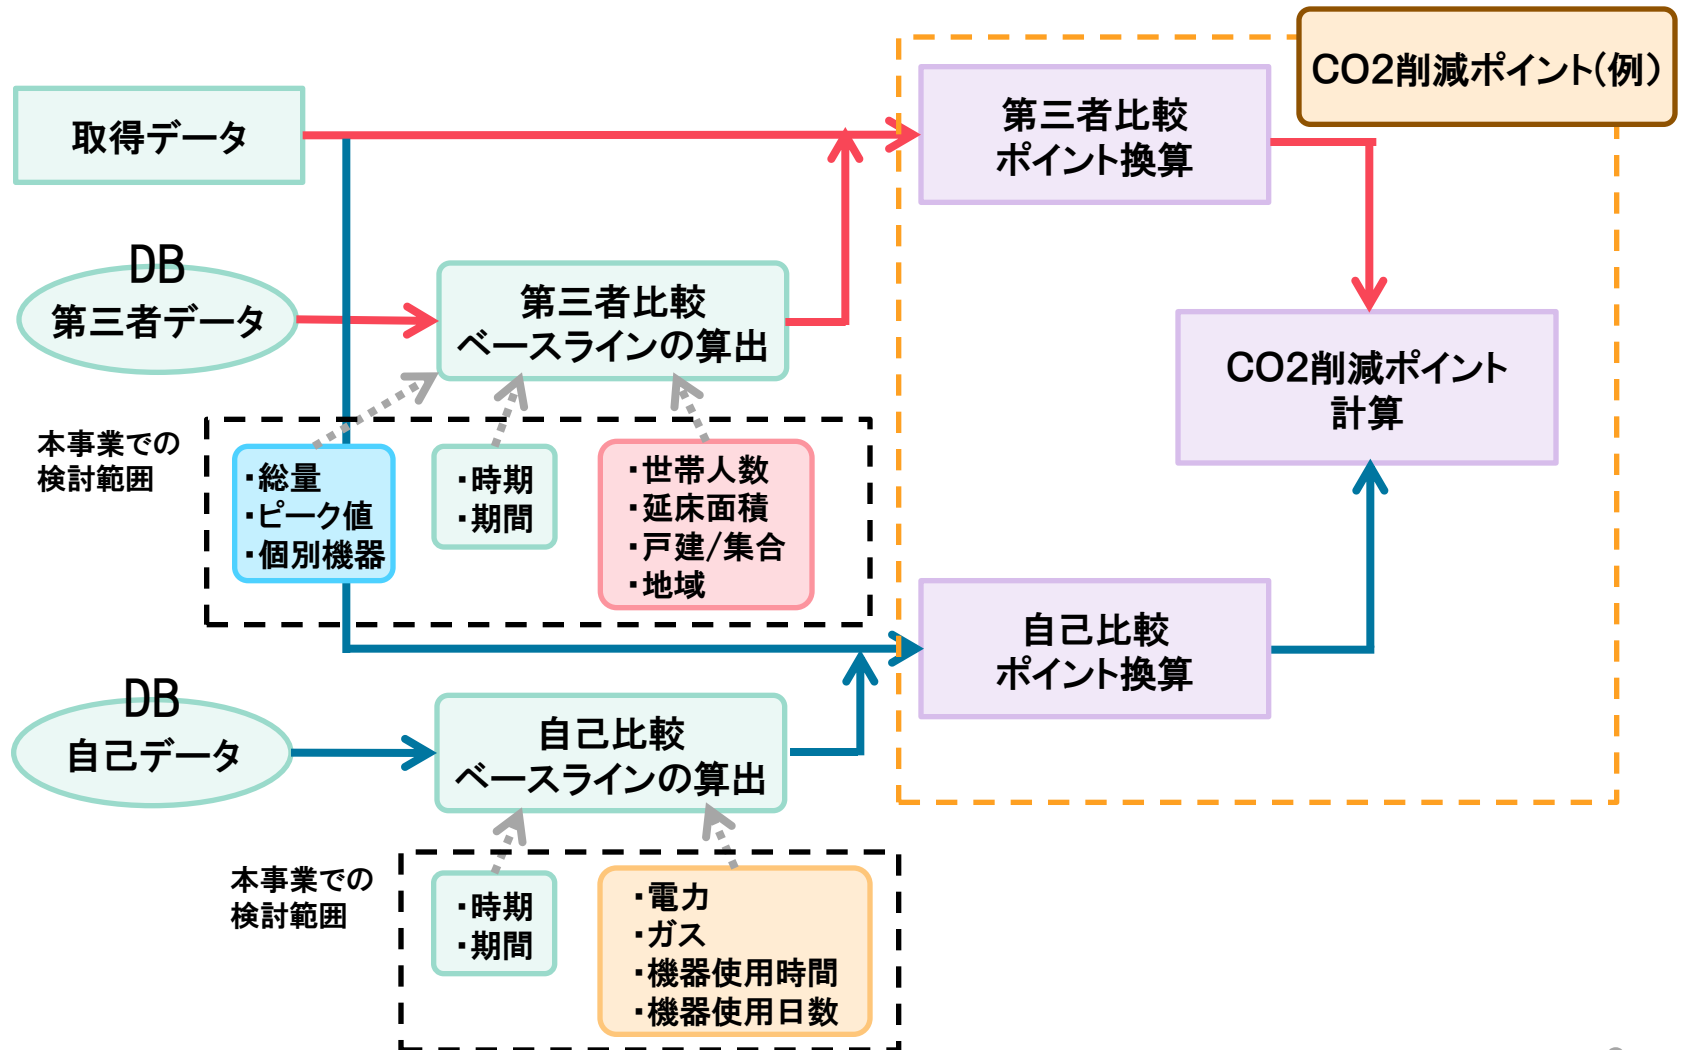 CO2削減ポイント(例)
取得データ
第三者比較
ポイント換算
DB
第三者データ
第三者比較
ベースラインの算出
CO2削減ポイント
計算
本事業での
検討範囲
・総量
・ピーク値
・個別機器
・時期
・期間
・世帯人数
・延床面積
・戸建/集合
・地域
自己比較
ポイント換算
DB
自己データ
自己比較
ベースラインの算出
本事業での
検討範囲
・時期
・期間
・電力
・ガス
・機器使用時間
・機器使用日数